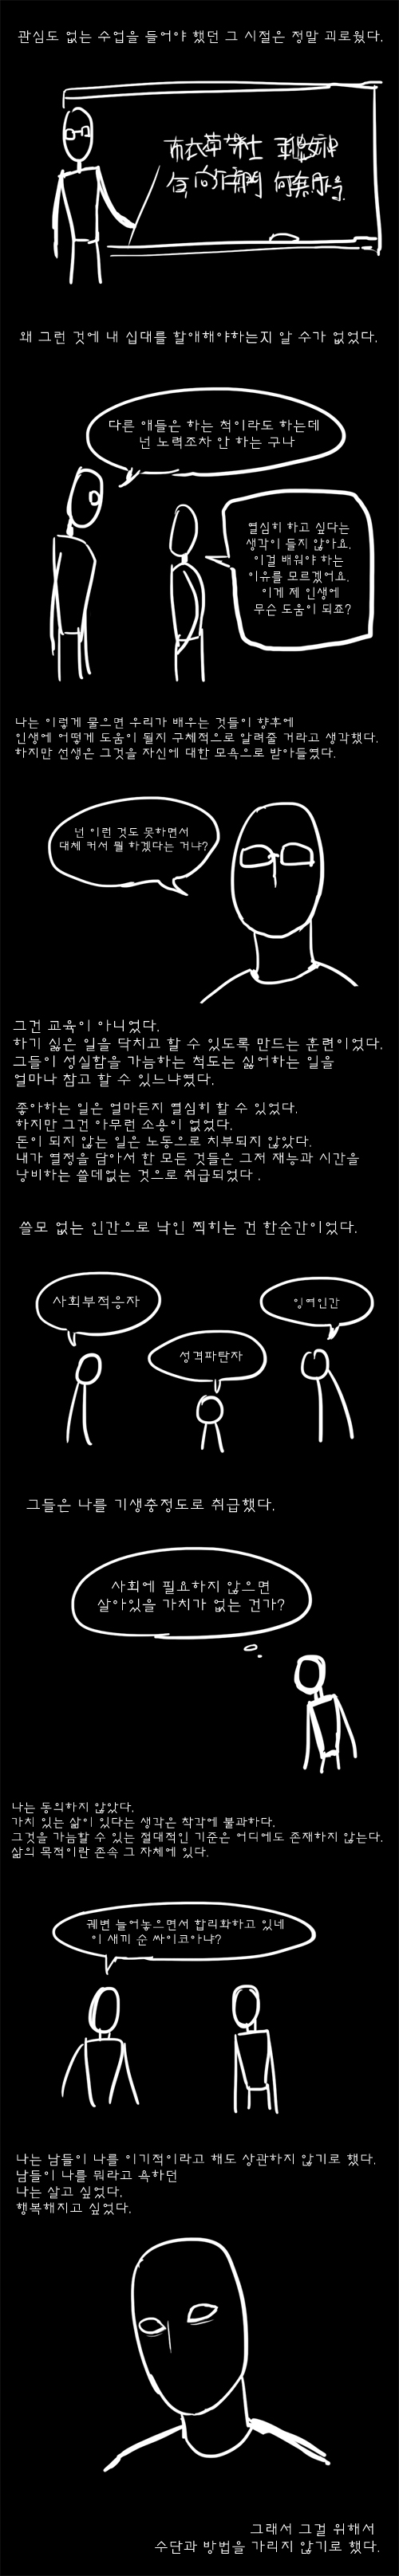 관심도 없는 수업을 들어야 했던 그 시절은 정말 괴로웠다.
왜 그런 것에 내 십대를 할애해야하는지 알 수가 없었다.
다른 애들은 하는 척이라도 하는데
넌 노력조차 안 하는 구나
열심히 하고 싶다는
생각이 들지 않아요.
이걸 배워야 하는
이유를 모르겠어요.
이게 제 인생에
무슨 도움이 되죠?
나는 이렇게 물으면 우리가 배우는 것들이 향후에
인생에 어떻게 도움이 될지 구체적으로 알려줄 거라고 생각했다.
하지만 선생은 그것을 자신에 대한 모욕으로 받아들였다.
넌 이런 것도 못하면서
대체 커서 뭘 하겠다는 거냐?
그건 교육이 아니었다.
하기 싫은 일을 닥치고 할 수 있도록 만드는 훈련이었다.
그들이 성실함을 가늠하는 척도는 싫어하는 일을
얼마나 참고 할 수 있느냐였다.
좋아하는 일은 얼마든지 열심히 할 수 있었다.
하지만 그건 아무런 소용이 없었다.
돈이 되지 않는 일은 노동으로 치부되지 않았다.
내가 열정을 담아서 한 모든 것들은 그저 재능과 시간을
낭비하는 쓸데없는 것으로 취급되었다 .
쓸모 없는 인간으로 낙인 찍히는 건 한순간이었다.
사회부적응자
성격파탄자
잉여인간
그들은 나를 기생충정도로 취급했다.
사회에 필요하지 않으면
살아있을 가치가 없는 건가?
나는 동의하지 않았다.
가치 있는 삶이 있다는 생각은 착각에 불과하다.
그것을 가늠할 수 있는 절대적인 기준은 어디에도 존재하지 않는다.
삶의 목적이란 존속 그 자체에 있다.
궤변 늘어놓으면서 합리화하고 있네
이 새끼 순 싸이코아냐?
나는 남들이 나를 이기적이라고 해도 상관하지 않기로 했다.
남들이 나를 뭐라고 욕하던
나는 살고 싶었다.
행복해지고 싶었다.
그래서 그걸 위해서
수단과 방법을 가리지 않기로 했다.